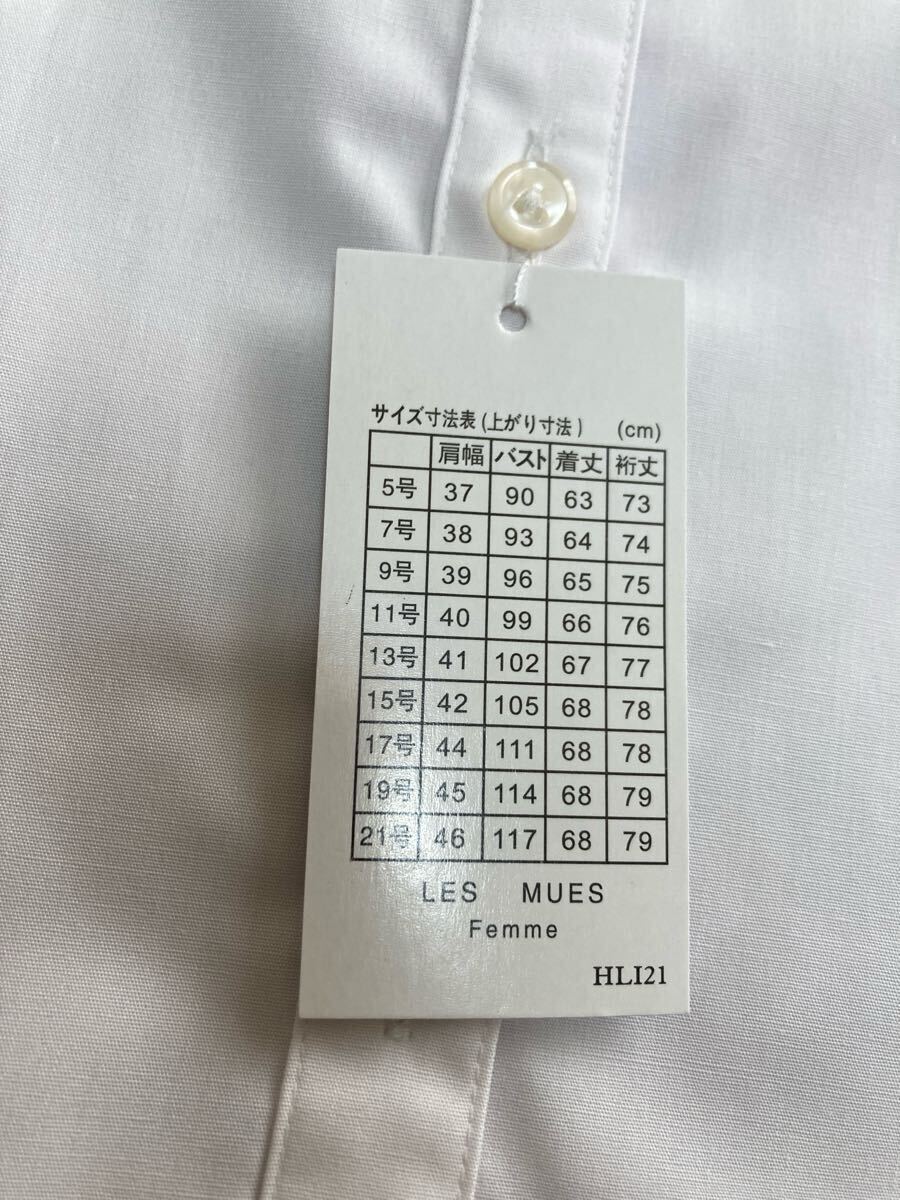 サイズ寸法表(上がり寸法) (cm)
肩幅 バスト 着丈 裄丈
5号 37 90 63 73
7号 38 93 64 74
9号 39 96 65 75
11号 40 99 66 76
13号 41 102 67 77
15号 42 105 68 78
17号 44 111 68 78
19号 45 114 68 79
21号 46 117 68 79
LES MUES
Femme
HLI21